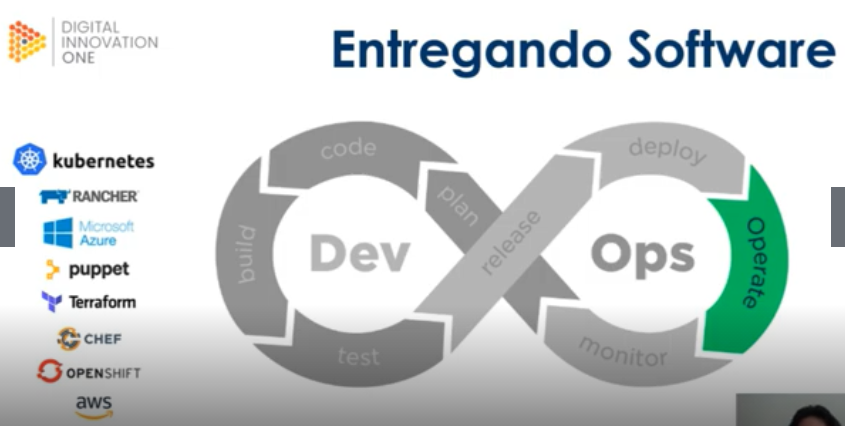 DIGITAL
INNOVATION
ONE
Entregando Software
kubernetes
RANCHER
Microsoft
Azure
puppet
Terraform
CHEF
OPENSHIFT
aws
code
build
test
plan
release
Dev
deploy
Operate
monitor
Ops